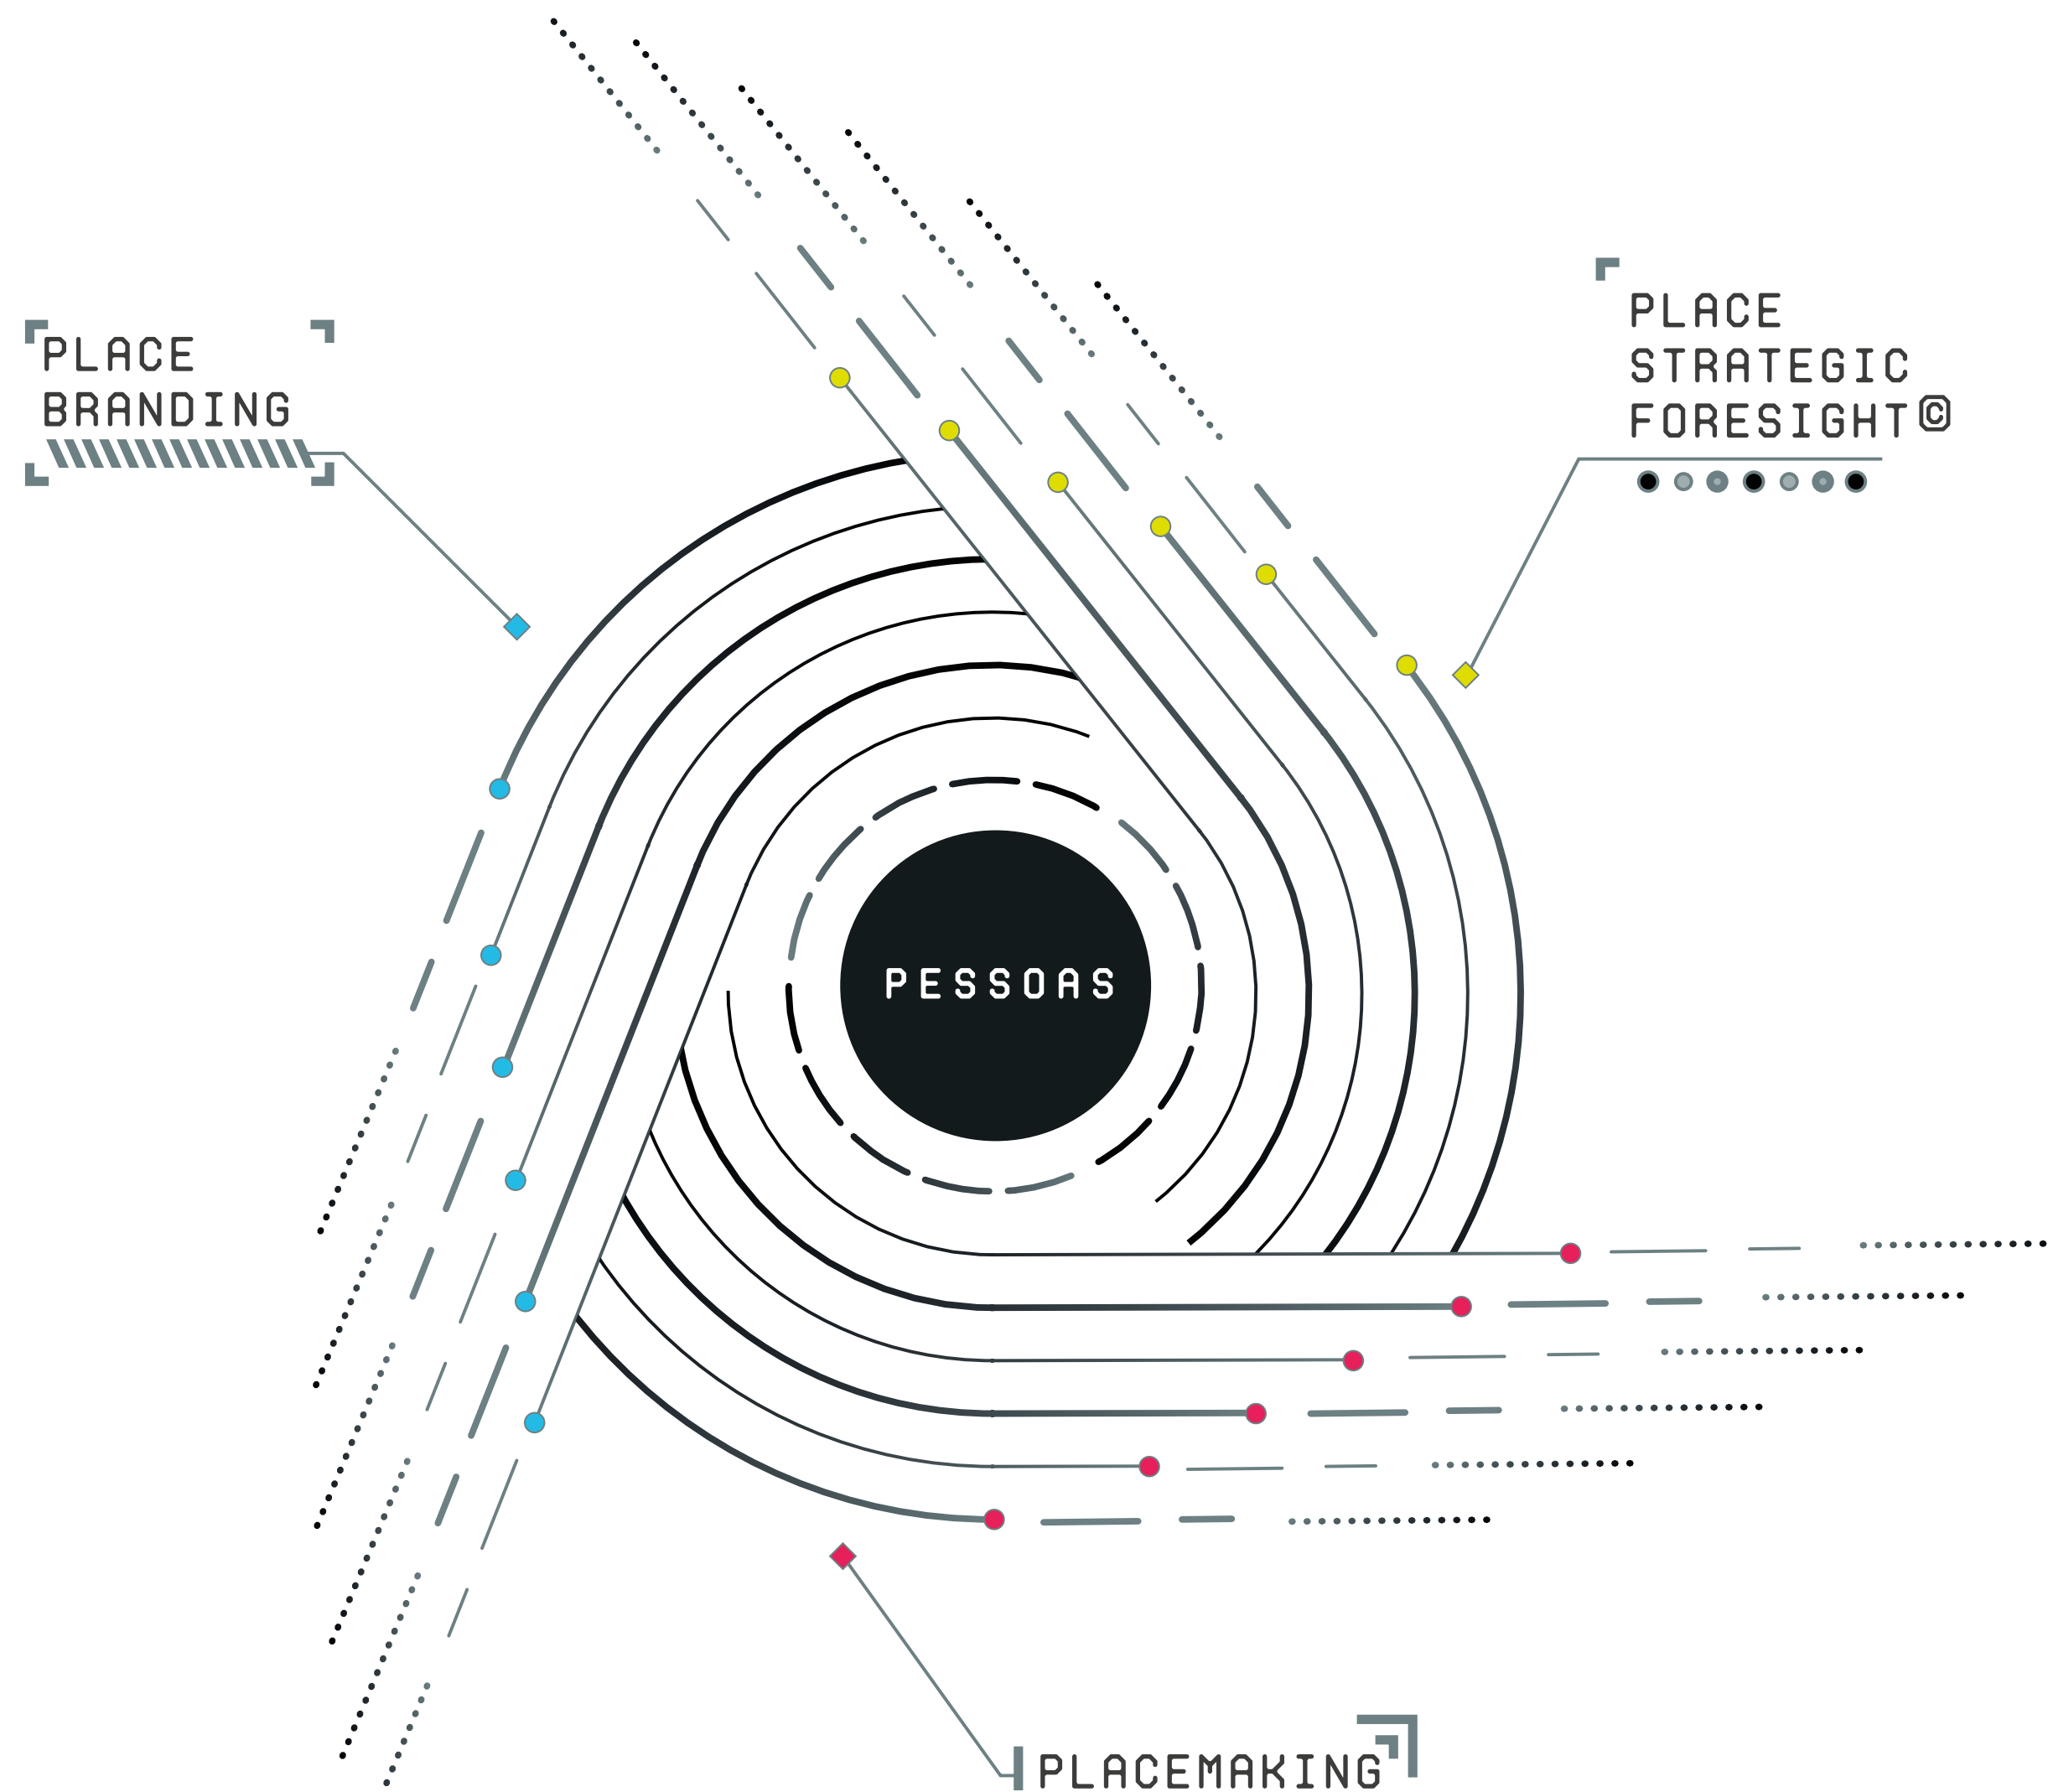 PLACE
BRANDING
PLACE
STRATEGIC
FORESIGHT©
PESSOAS
PLACEMAKING